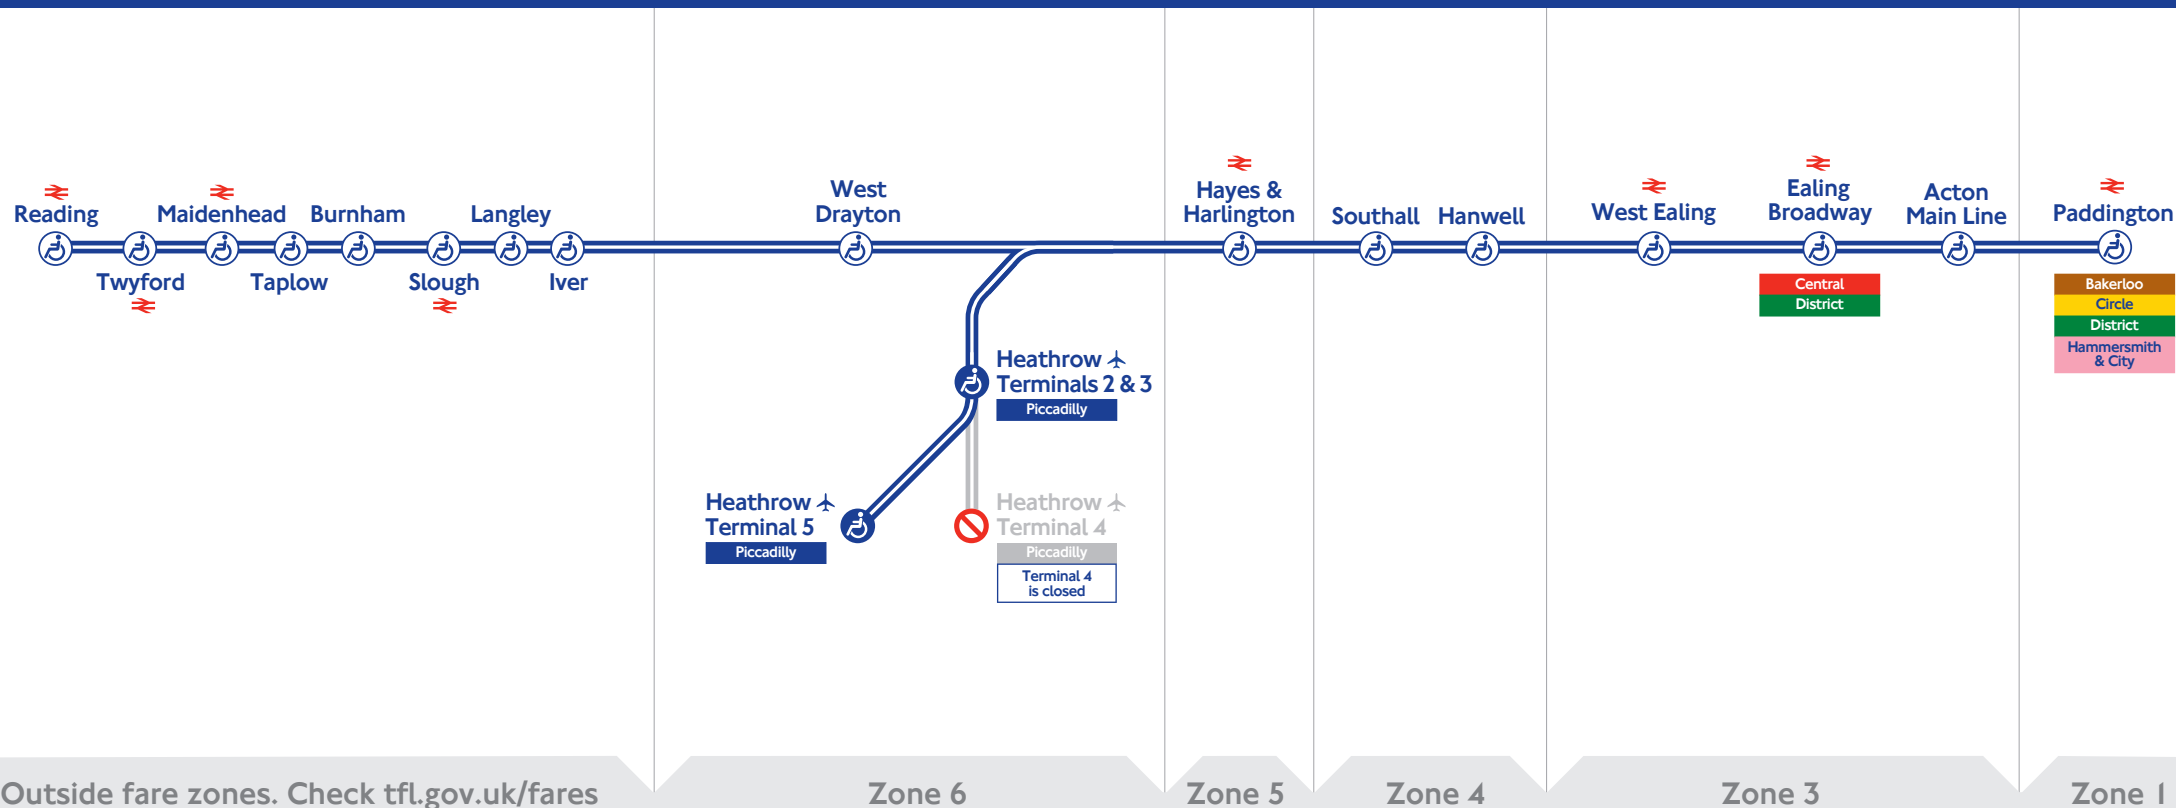 Reading
Twyford
Maidenhead
Taplow
Burnham
Slough
Langley
Iver
West
Drayton
Heathrow
Terminals 2 & 3
Piccadilly
Heathrow
Terminal 5
Piccadilly
Heathrow
Terminal 4
Piccadilly
Terminal 4
is closed
Hayes &
Harlington
Southall
Hanwell
West Ealing
Ealing
Broadway
Central
District
Acton
Main Line
Paddington
Bakerloo
Circle
District
Hammersmith
& City
Outside fare zones. Check tfl.gov.uk/fares
Zone 6
Zone 5
Zone 4
Zone 3
Zone 1